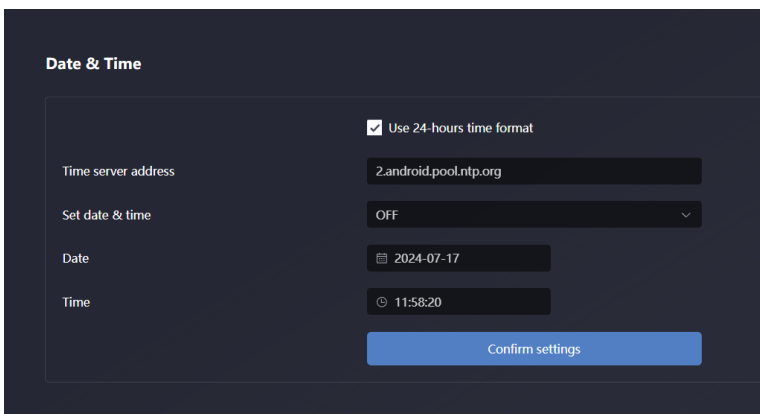 Date & Time
Use 24-hours time format
Time server address
2.android.pool.ntp.org
Set date & time
OFF
Date
2024-07-17
Time
11:58:20
Confirm settings